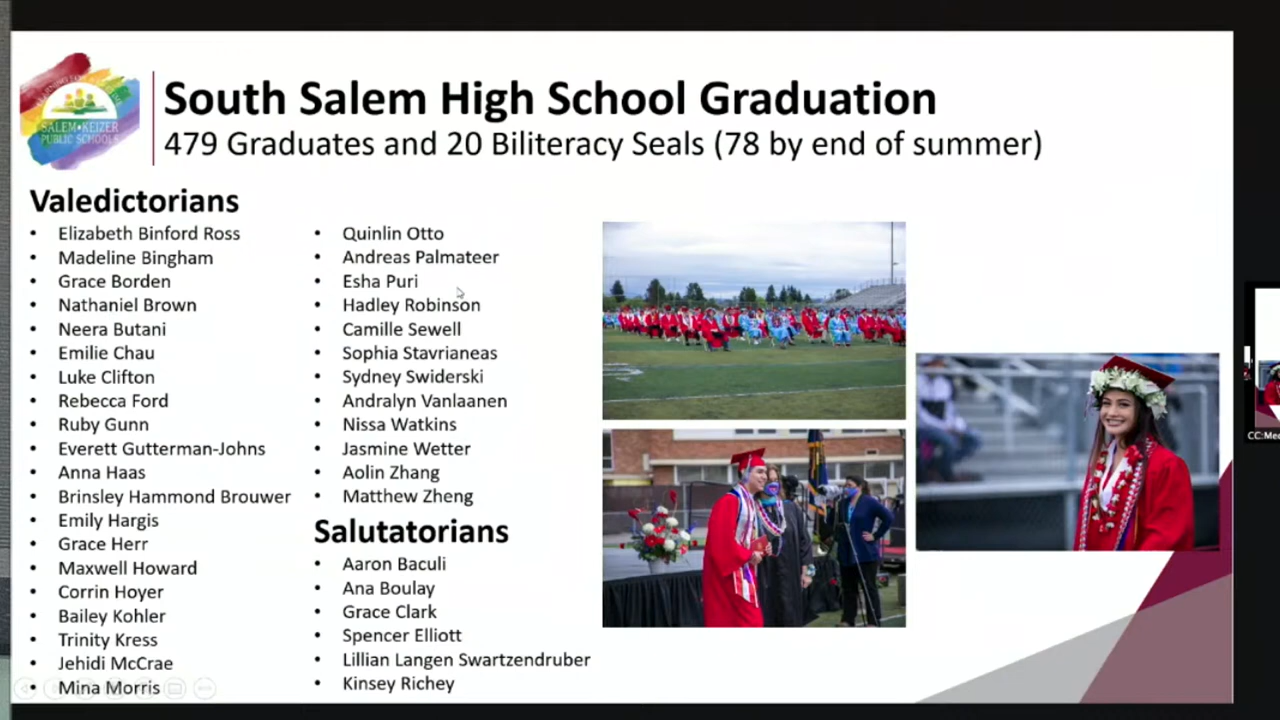 South Salem High School Graduation
479 Graduates and 20 Biliteracy Seals (78 by end of summer)
SALEM•KEIZER
PUBLIC SCHOOLS
Valedictorians
• Elizabeth Binford Ross
• Madeline Bingham
• Grace Borden
• Nathaniel Brown
• Neera Butani
• Emilie Chau
• Luke Clifton
• Rebecca Ford
• Ruby Gunn
• Everett Gutterman-Johns
• Anna Haas
• Brinsley Hammond Brouwer
• Emily Hargis
• Grace Herr
• Maxwell Howard
• Corrin Hoyer
• Bailey Kohler
• Trinity Kress
• Jehidi McCrae
• Mina Morris
• Quinlin Otto
• Andreas Palmateer
• Esha Puri
• Hadley Robinson
• Camille Sewell
• Sophia Stavrianeas
• Sydney Swiderski
• Andralyn Vanlaanen
• Nissa Watkins
• Jasmine Wetter
• Aolin Zhang
• Matthew Zheng
Salutatorians
• Aaron Baculi
• Ana Boulay
• Grace Clark
• Spencer Elliott
• Lillian Langen Swartzendruber
• Kinsey Richey